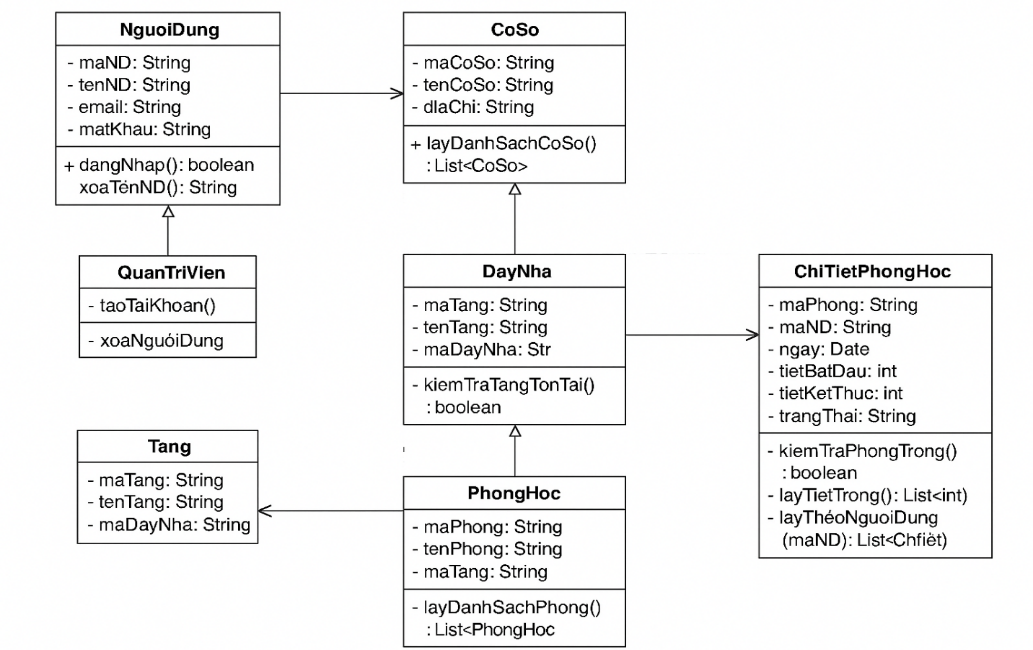 NguoiDung
- maND: String
- tenND: String
- email: String
- matKhau: String
+ dangNhap(): boolean
xoaTénND(): String
CoSo
- maCoSo: String
- tenCoSo: String
- dlaChi: String
+ layDanhSachCoSo()
: List<CoSo>
QuanTriVien
- taoTaiKhoan()
- xoaNguóiDung
DayNha
- maTang: String
- tenTang: String
- maDayNha: Str
- kiemTraTangTonTai()
: boolean
ChiTietPhongHoc
- maPhong: String
- maND: String
- ngay: Date
- tietBatDau: int
- tietKetThuc: int
- trangThai: String
- kiemTraPhongTrong()
: boolean
- layTietTrong(): List<int)
- layThéoNguoiDung
(maND): List<Chfièt)
Tang
- maTang: String
- tenTang: String
- maDayNha: String
PhongHoc
- maPhong: String
- tenPhong: String
- maTang: String
- layDanhSachPhong()
: List<PhongHoc